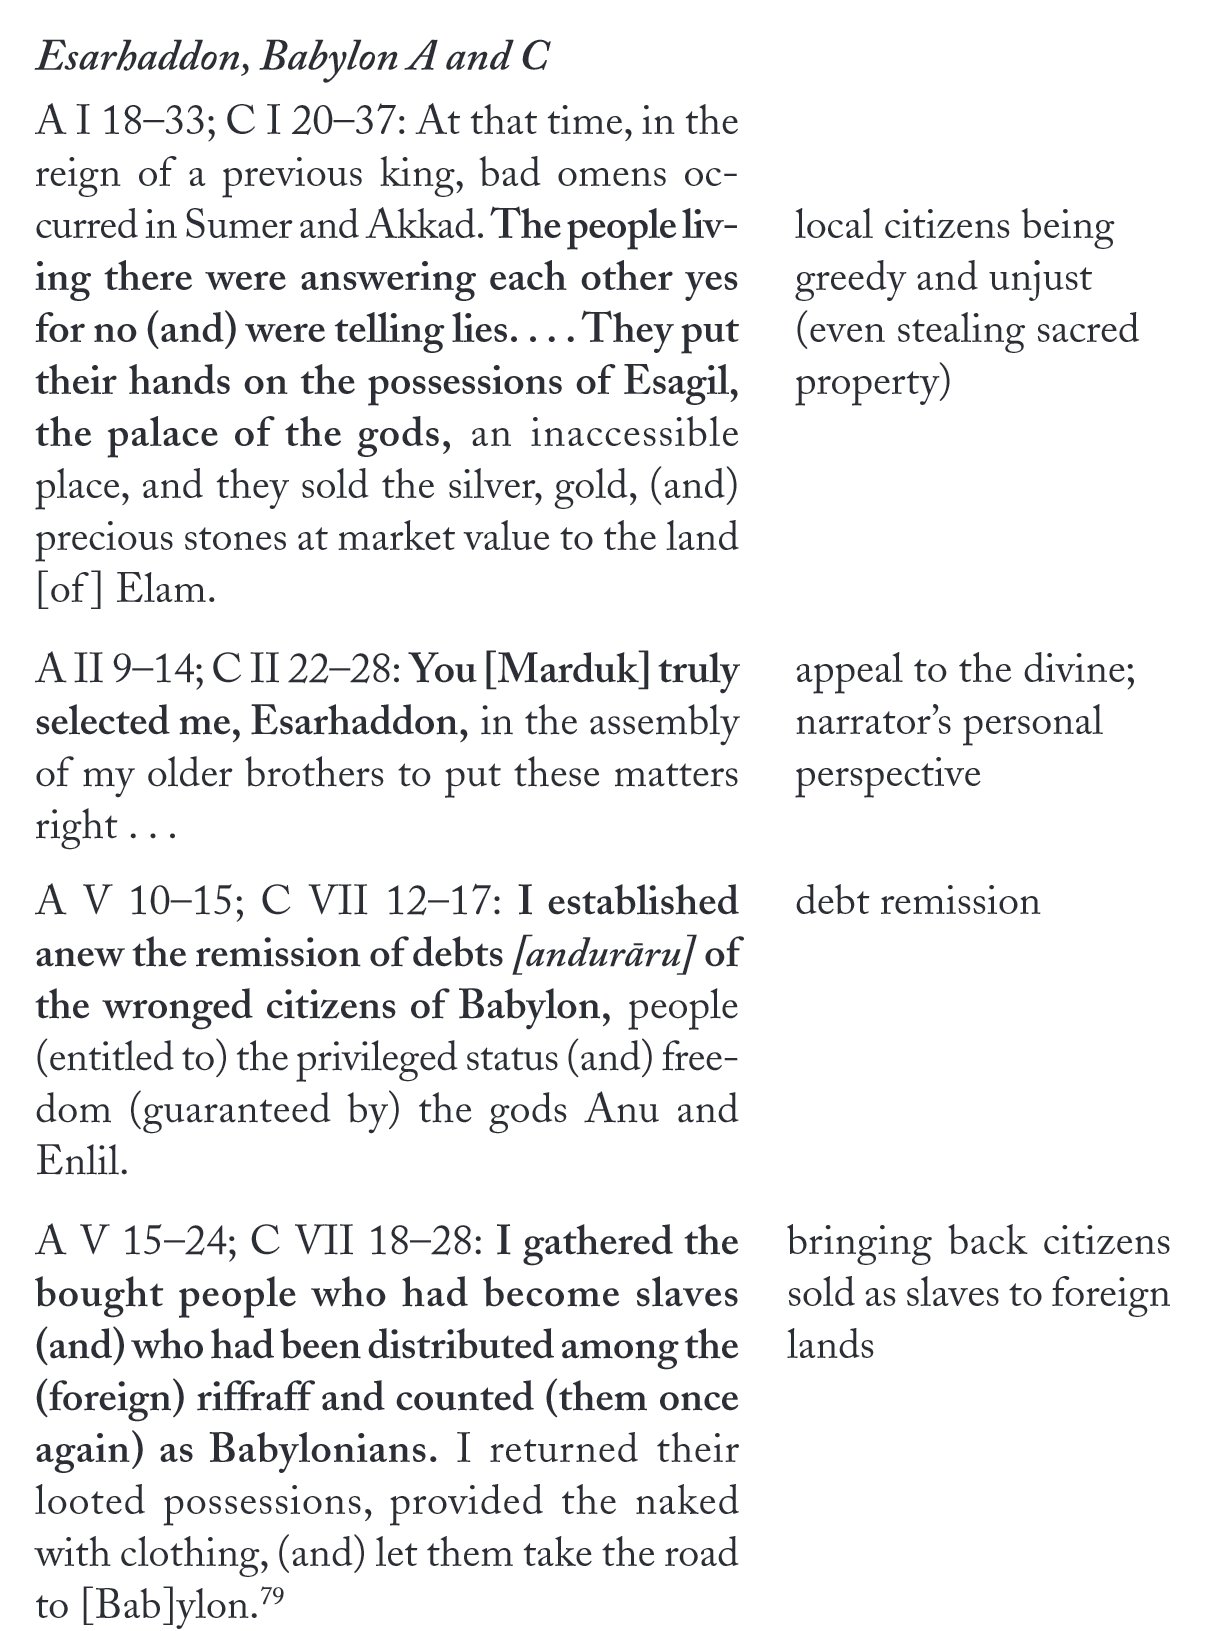 Esarhaddon, Babylon A and C
A I 18–33; C I 20–37: At that time, in the
reign of a previous king, bad omens oc-
curred in Sumer and Akkad. The people liv-
ing there were answering each other yes
for no (and) were telling lies. . . . They put
their hands on the possessions of Esagil,
the palace of the gods, an inaccessible
place, and they sold the silver, gold, (and)
precious stones at market value to the land
[of] Elam.
local citizens being
greedy and unjust
(even stealing sacred
property)
A II 9–14; C II 22–28: You [Marduk] truly
selected me, Esarhaddon, in the assembly
of my older brothers to put these matters
right . . .
appeal to the divine;
narrator’s personal
perspective
A V 10–15; C VII 12–17: I established
anew the remission of debts [andurāru] of
the wronged citizens of Babylon, people
(entitled to) the privileged status (and) free-
dom (guaranteed by) the gods Anu and
Enlil.
debt remission
A V 15–24; C VII 18–28: I gathered the
bought people who had become slaves
(and) who had been distributed among the
(foreign) riffraff and counted (them once
again) as Babylonians. I returned their
looted possessions, provided the naked
with clothing, (and) let them take the road
to [Bab]ylon.79
bringing back citizens
sold as slaves to foreign
lands